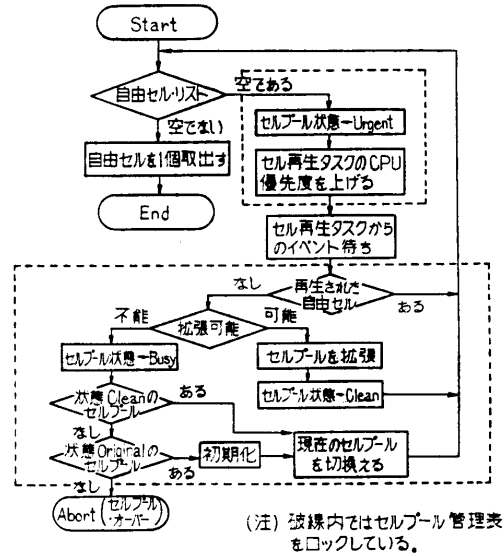 Start
自由セル・リスト
空である
空でない
セルプール状態←Urgent
自由セルを1個取出す
セル再生タスクのCPU
優先度を上げる
End
セル再生タスクから
のイベント待ち
再生された
自由セル
なし
ある
不能
拡張可能
可能
セルプール状態←Busy
セルプールを拡張
セルプール状態←Clean
状態Cleanの
セルプール
ある
なし
状態Originalの
セルプール
ある
初期化
現在のセルプール
を切換える
なし
Abort(セルプール・オーバー)
(注) 破線内ではセルプール管理表
をロックしている。